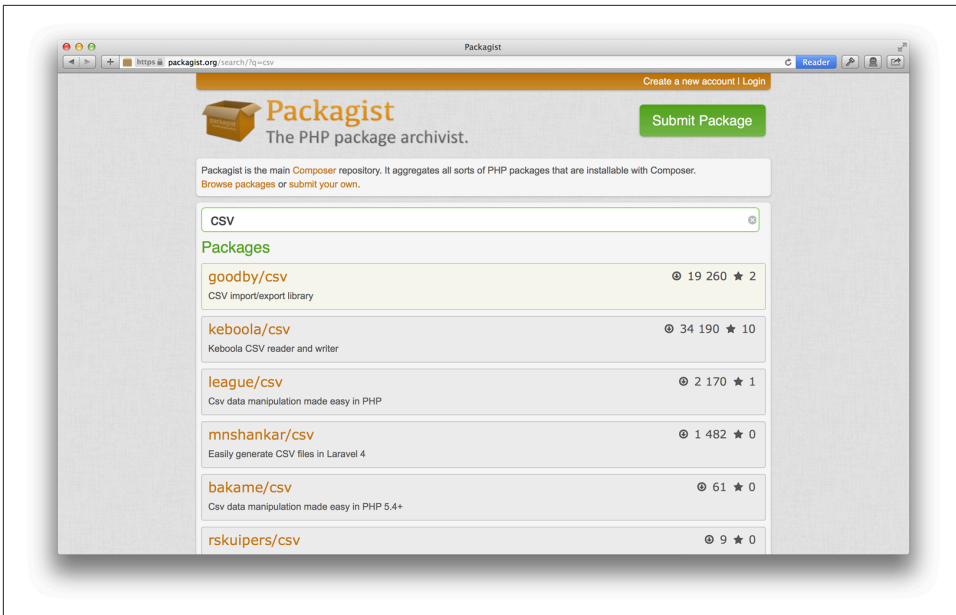 Packagist
https packagist.org/search/?q=csv
Reader
Create a new account | Login
packagist
Packagist
The PHP package archivist.
Submit Package
Packagist is the main Composer repository. It aggregates all sorts of PHP packages that are installable with Composer.
Browse packages or submit your own.
CSV
Packages
goodby/csv
19 260 ★ 2
CSV import/export library
keboola/csv
34 190 ★ 10
Keboola CSV reader and writer
league/csv
2 170 ★ 1
Csv data manipulation made easy in PHP
mnshankar/csv
1 482 ★ 0
Easily generate CSV files in Laravel 4
bakame/csv
61 ★ 0
Csv data manipulation made easy in PHP 5.4+
rskuipers/csv
9 ★ 0